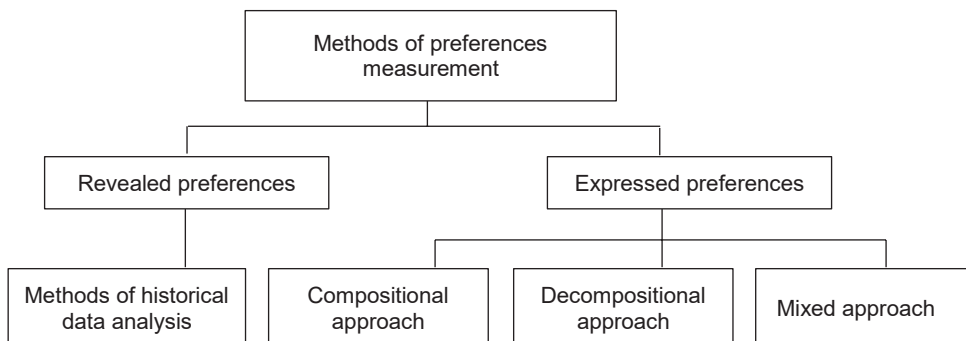 Methods of preferences
measurement
Revealed preferences
Expressed preferences
Methods of historical
data analysis
Compositional
approach
Decompositional
approach
Mixed approach